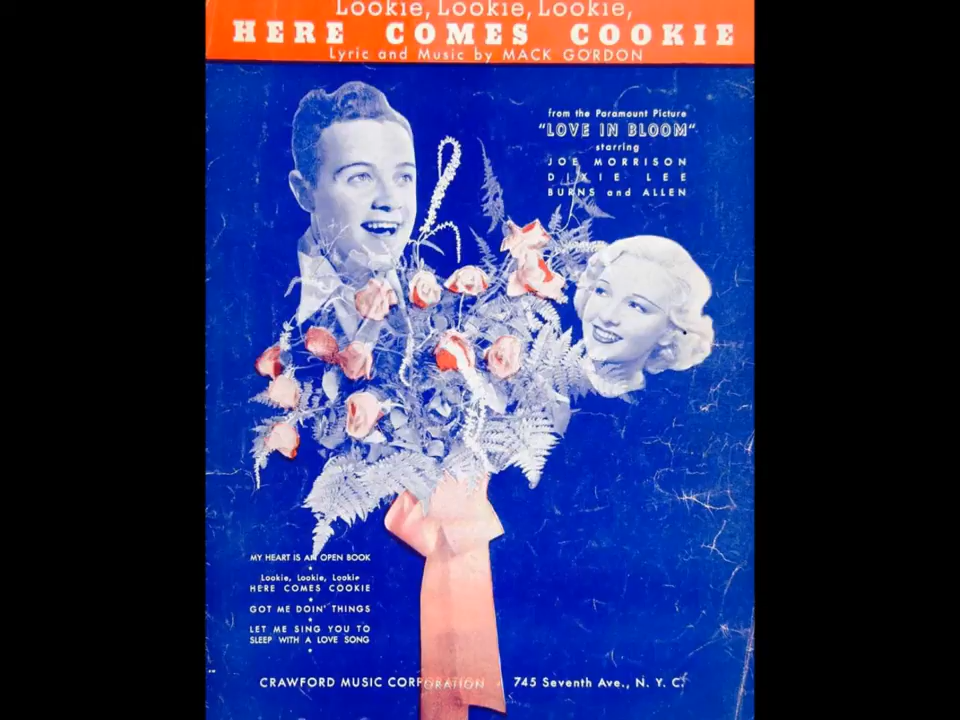 Lookie, Lookie, Lookie,
HERE COMES COOKIE
Lyric and Music by MACK GORDON
from the Paramount Picture
"LOVE IN BLOOM"
starring
JOE MORRISON
DIXIE LEE
BURNS and ALLEN
MY HEART IS AN OPEN BOOK
Lookie, Lookie, Lookie
HERE COMES COOKIE
GOT ME DOIN' THINGS
LET ME SING YOU TO
SLEEP WITH A LOVE SONG
CRAWFORD MUSIC CORPORATION 745 Seventh Ave., N. Y. C.